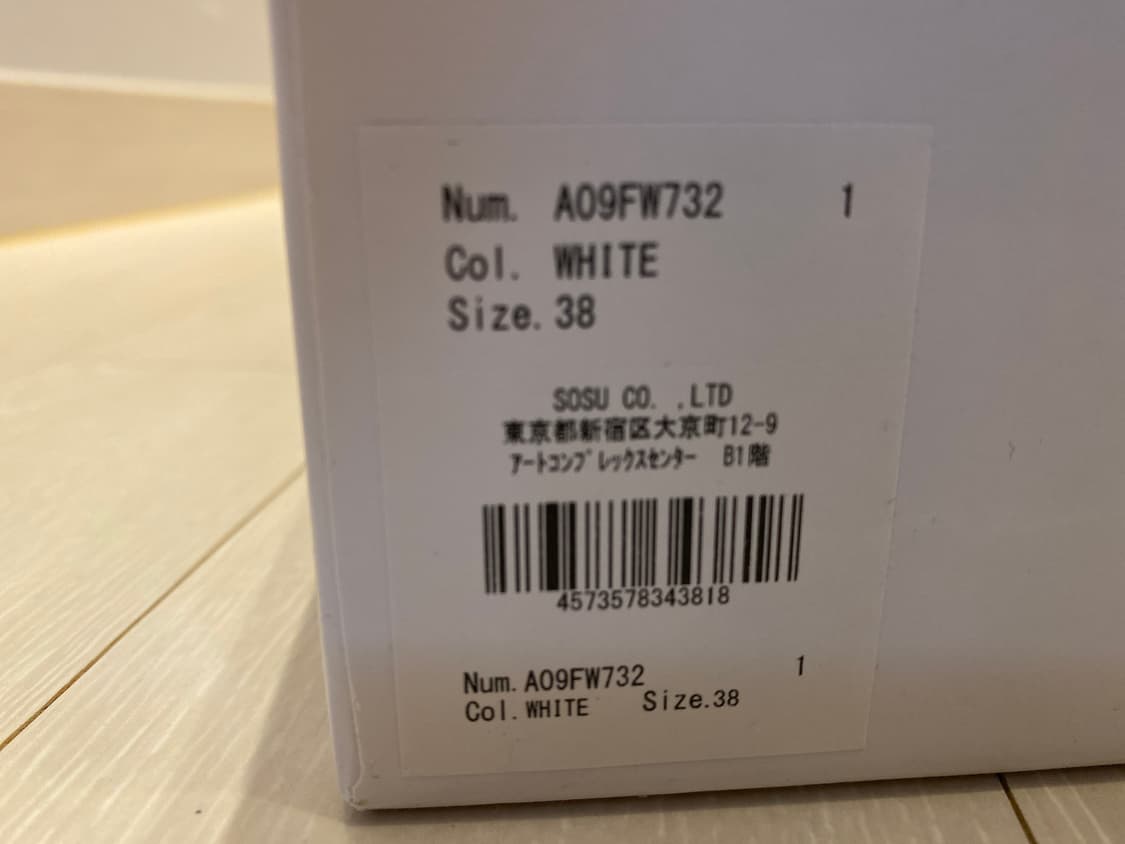 Num. A09FW732 1
Col. WHITE
Size. 38
SOSU CO. ,LTD
東京都新宿区大京町12-9
ｱｰﾄｺﾝﾌﾟﾚｯｸｽｾﾝﾀｰ B1階
4573578343818
Num. A09FW732 1
Col. WHITE Size. 38